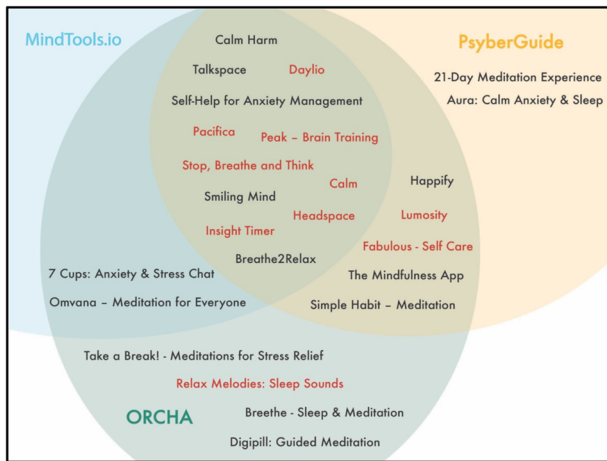 MindTools.io
PsyberGuide
Calm Harm
Talkspace
Daylio
21-Day Meditation Experience
Self-Help for Anxiety Management
Aura: Calm Anxiety & Sleep
Pacifica
Peak – Brain Training
Stop, Breathe and Think
Calm
Happify
Smiling Mind
Headspace
Lumosity
Insight Timer
Fabulous - Self Care
Breathe2Relax
7 Cups: Anxiety & Stress Chat
The Mindfulness App
Omvana – Meditation for Everyone
Simple Habit – Meditation
Take a Break! - Meditations for Stress Relief
Relax Melodies: Sleep Sounds
ORCHA
Breethe - Sleep & Meditation
Digipill: Guided Meditation